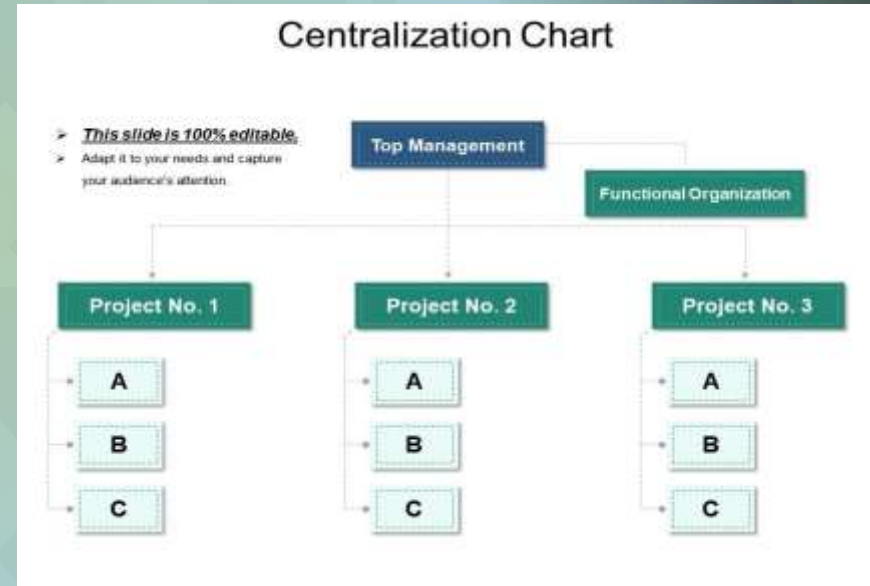 Centralization Chart
This slide is 100% editable.
Adapt it to your needs and capture
your audience's attention.
Top Management
Functional Organization
Project No. 1
Project No. 2
Project No. 3
A
A
A
B
B
B
C
C
C